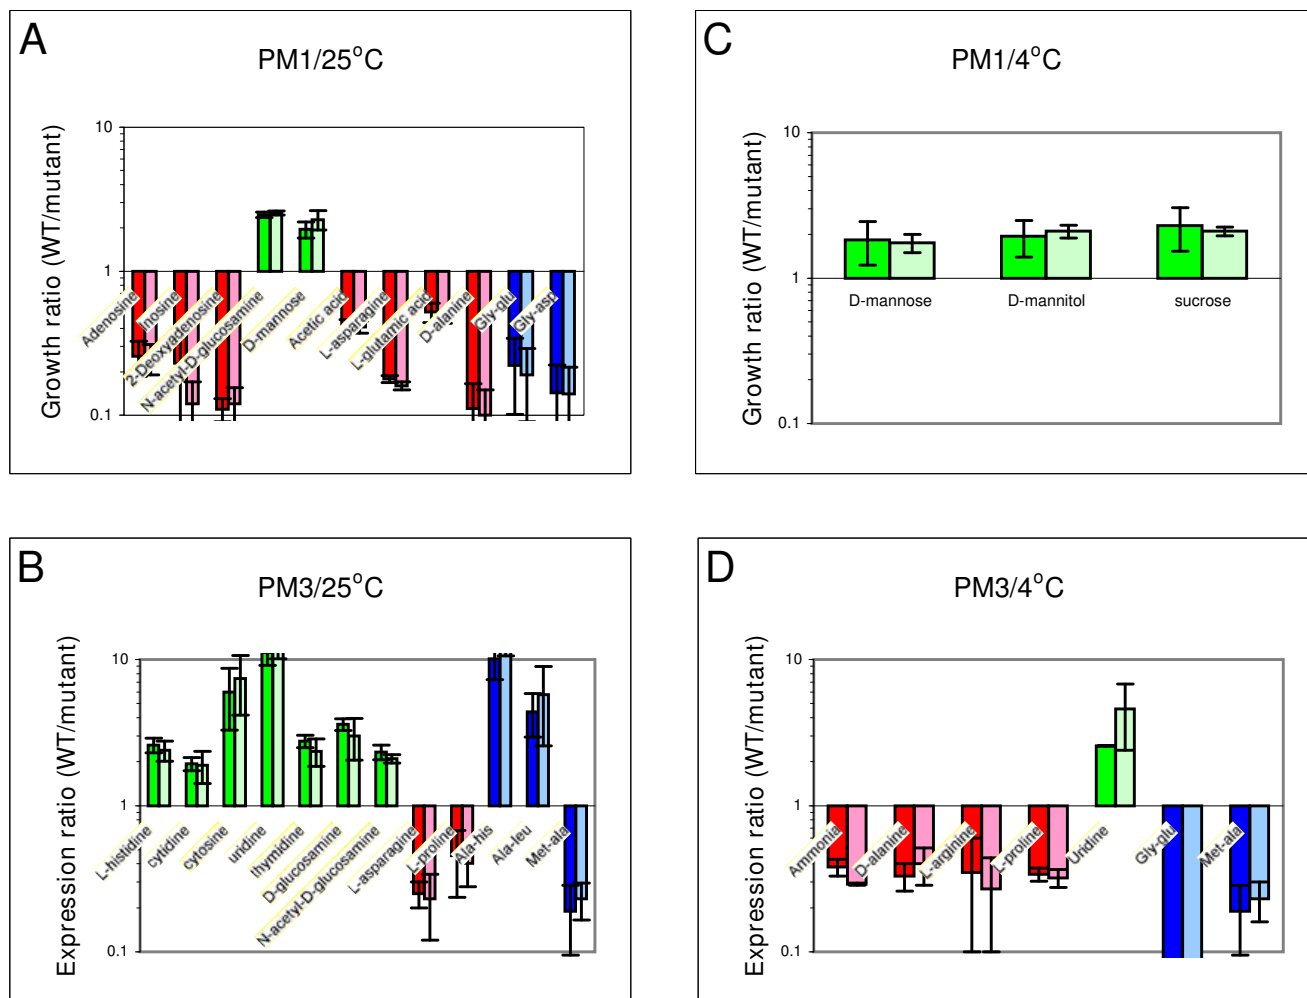 A
PM1/25°C
Growth ratio (WT/mutant)
10
1
0.1
Adenosine
Inosine
2-Deoxyadenosine
N-acetyl-D-glucosamine
D-mannose
Acetic acid
L-asparagine
L-glutamic acid
D-alanine
Gly-glu
Gly-asp
C
PM1/4°C
Growth ratio (WT/mutant)
10
1
0.1
D-mannose
D-mannitol
sucrose
B
PM3/25°C
Expression ratio (WT/mutant)
10
1
0.1
L-histidine
cytidine
cytosine
uridine
thymidine
D-glucosamine
N-acetyl-D-glucosamine
L-asparagine
L-proline
Ala-his
Ala-leu
Met-ala
D
PM3/4°C
Expression ratio (WT/mutant)
10
1
0.1
Ammonia
D-alanine
L-arginine
L-proline
Uridine
Gly-glu
Met-ala